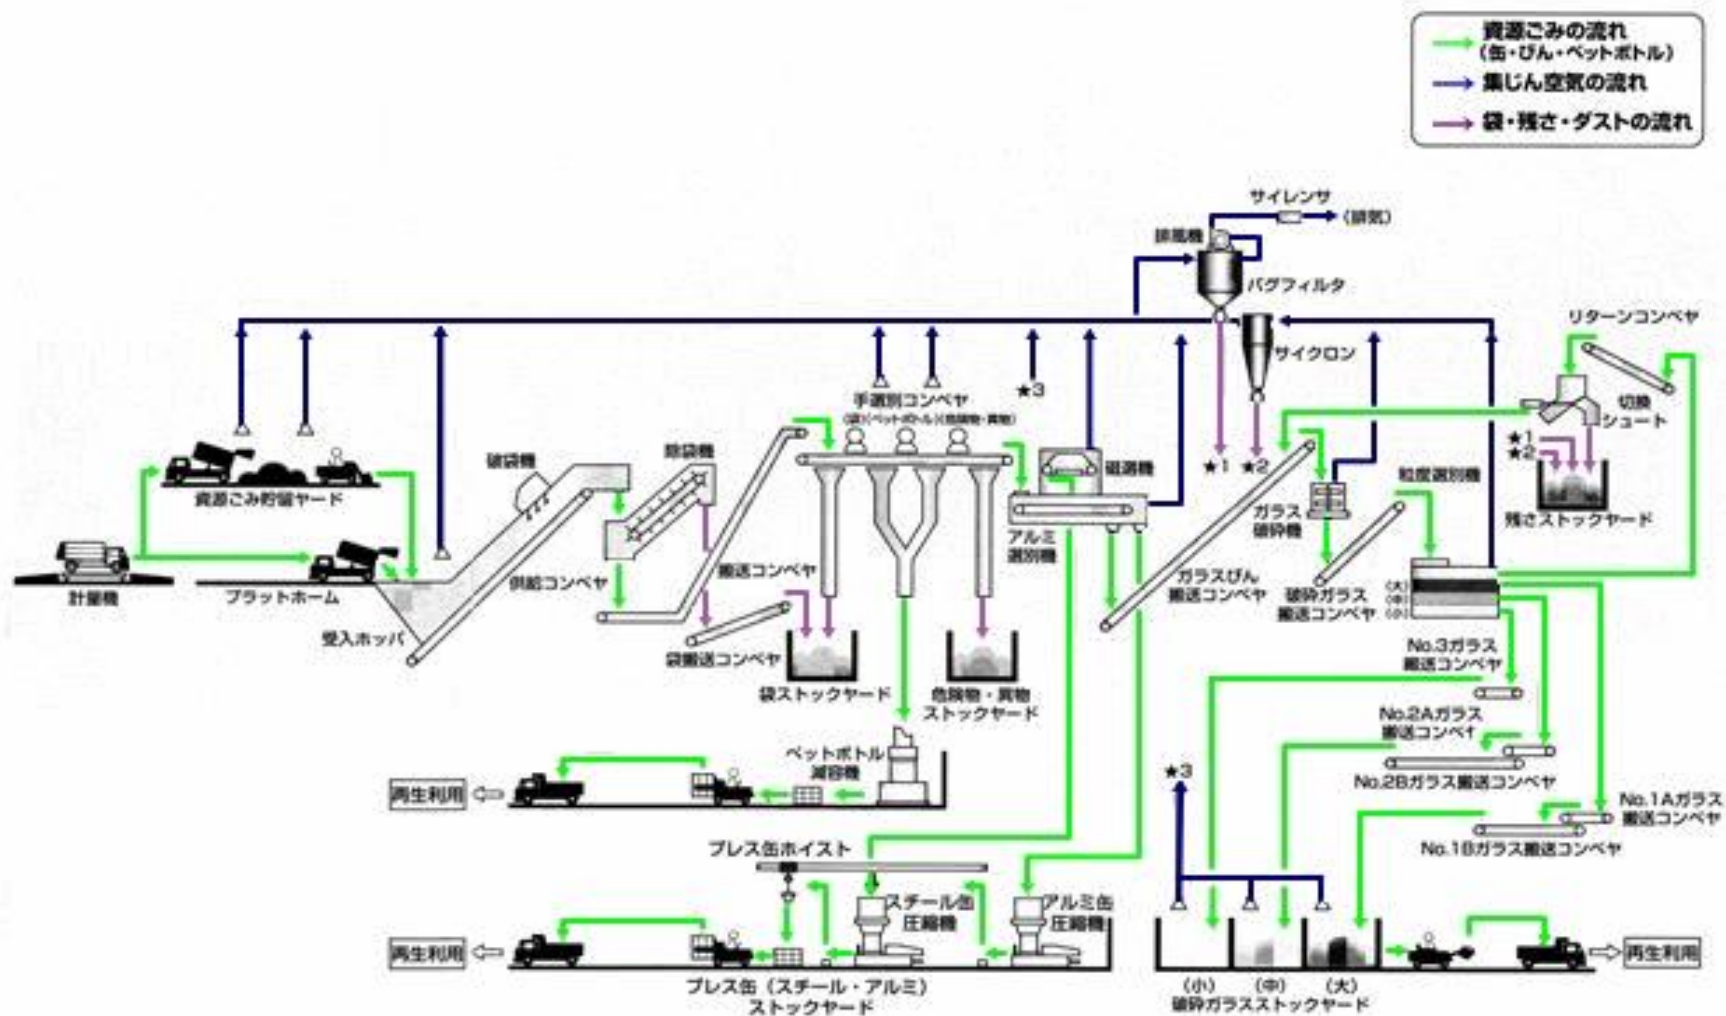 資源ごみの流れ
(缶・びん・ペットボトル)
集じん空気の流れ
袋・残さ・ダストの流れ
サイレンサ
(排気)
排風機
バグフィルタ
サイクロン
リターンコンベヤ
切換
シュート
★1
★2
残さストックヤード
★3
手選別コンベヤ
(袋)(ペットボトル)(危険物・異物)
破袋機
除袋機
磁選機
★1
★2
粒度選別機
資源ごみ貯留ヤード
ガラス
破砕機
アルミ
選別機
計量機
プラットホーム
受入ホッパ
供給コンベヤ
搬送コンベヤ
袋搬送コンベヤ
袋ストックヤード
危険物・異物
ストックヤード
ガラスびん
搬送コンベヤ
破砕ガラス
搬送コンベヤ
(大)
(中)
(小)
No.3ガラス
搬送コンベヤ
No.2Aガラス
搬送コンベヤ
No.2Bガラス搬送コンベヤ
No.1Aガラス
搬送コンベヤ
No.1Bガラス搬送コンベヤ
ペットボトル
減容機
再生利用
★3
プレス缶ホイスト
スチール缶
圧縮機
アルミ缶
圧縮機
再生利用
プレス缶(スチール・アルミ)
ストックヤード
(小)
(中)
(大)
破砕ガラスストックヤード
再生利用